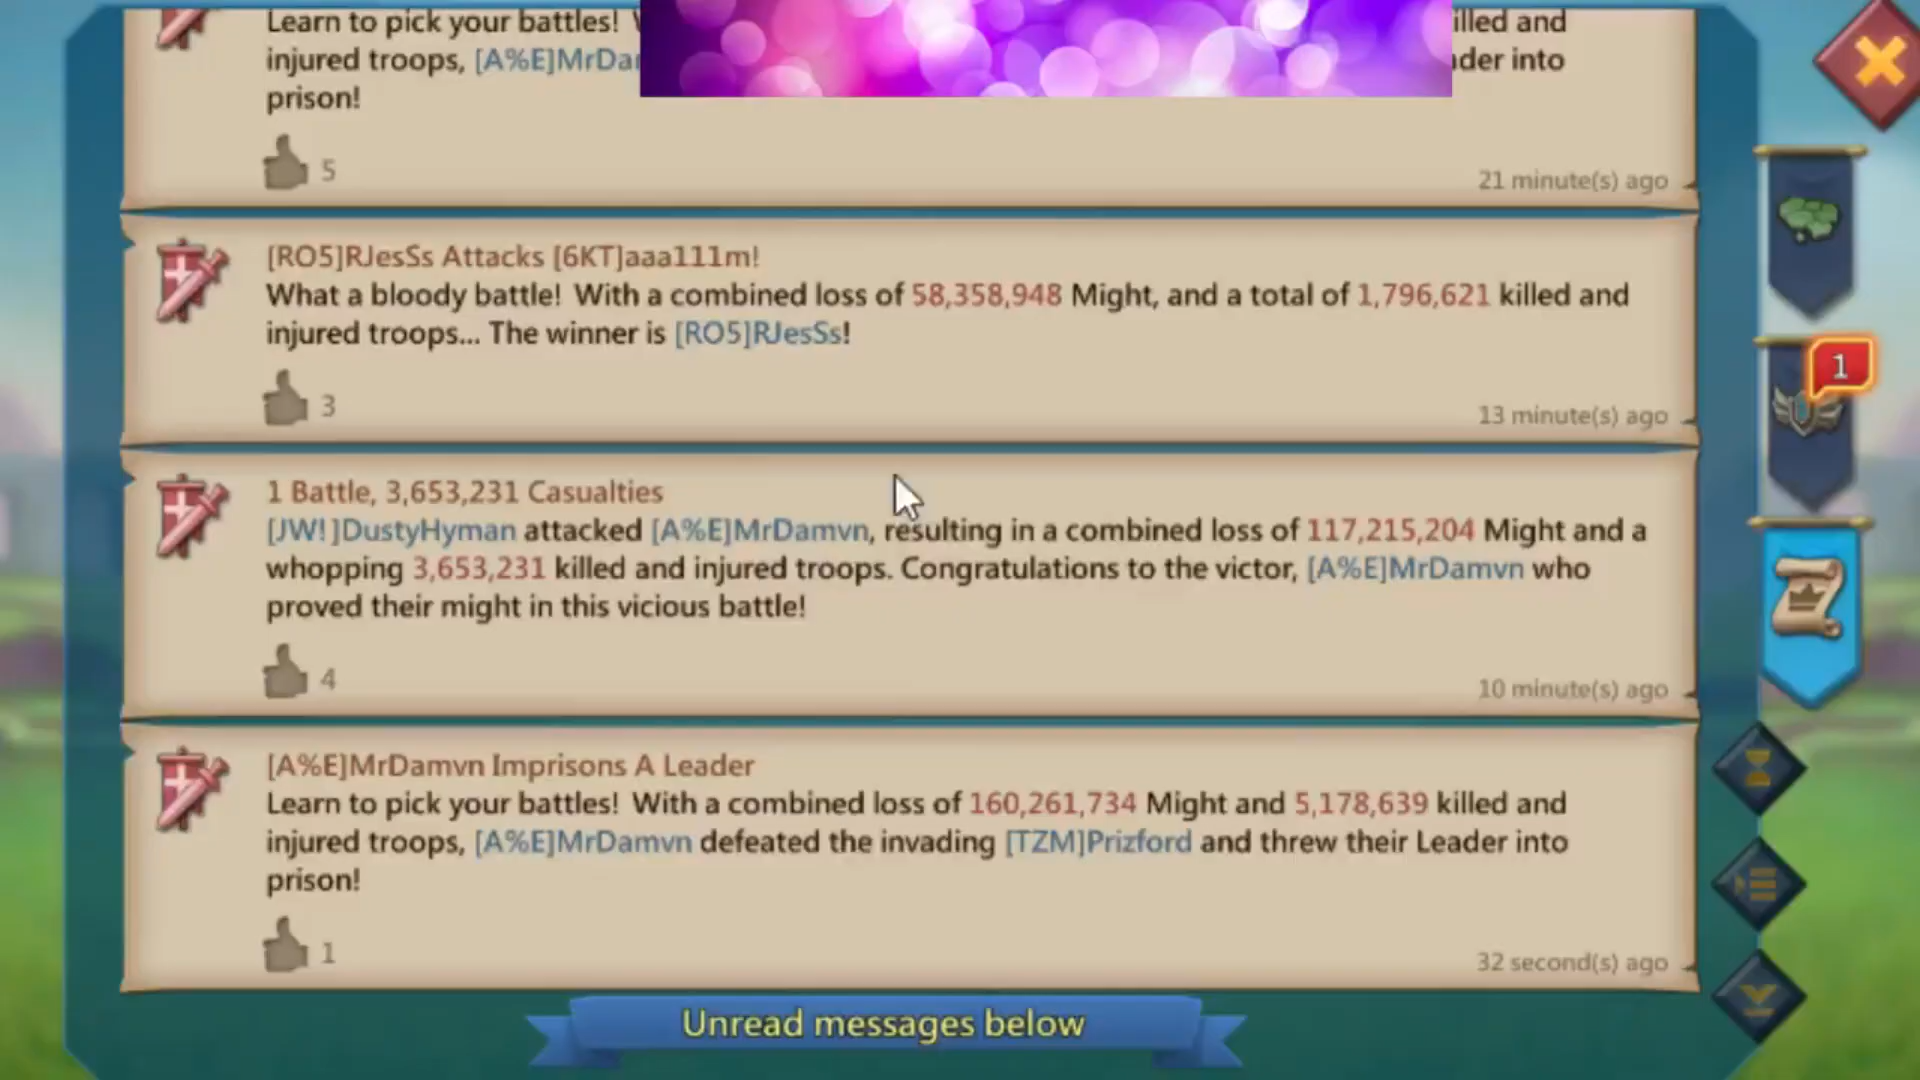 Learn to pick your battles! illed and
injured troops, [A%E]MrDa der into
prison!
5
21 minute(s) ago
[RO5]RJesSs Attacks [6KT]aaa111m!
What a bloody battle! With a combined loss of 58,358,948 Might, and a total of 1,796,621 killed and
injured troops... The winner is [RO5]RJesSs!
3
13 minute(s) ago
1
1 Battle, 3,653,231 Casualties
[JW!]DustyHyman attacked [A%E]MrDamvn, resulting in a combined loss of 117,215,204 Might and a
whopping 3,653,231 killed and injured troops. Congratulations to the victor, [A%E]MrDamvn who
proved their might in this vicious battle!
4
10 minute(s) ago
[A%E]MrDamvn Imprisons A Leader
Learn to pick your battles! With a combined loss of 160,261,734 Might and 5,178,639 killed and
injured troops, [A%E]MrDamvn defeated the invading [TZM]Prizford and threw their Leader into
prison!
1
32 second(s) ago
Unread messages below